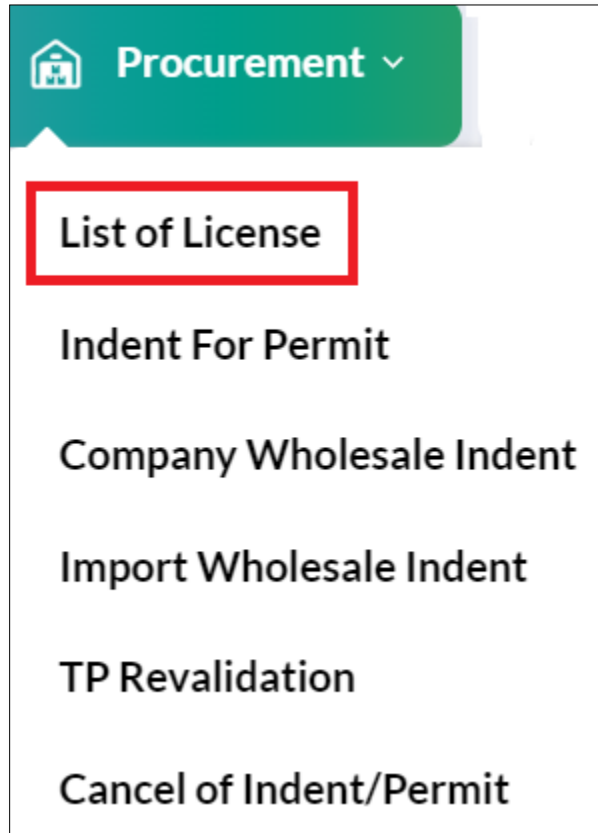 Procurement
List of License
Indent For Permit
Company Wholesale Indent
Import Wholesale Indent
TP Revalidation
Cancel of Indent/Permit